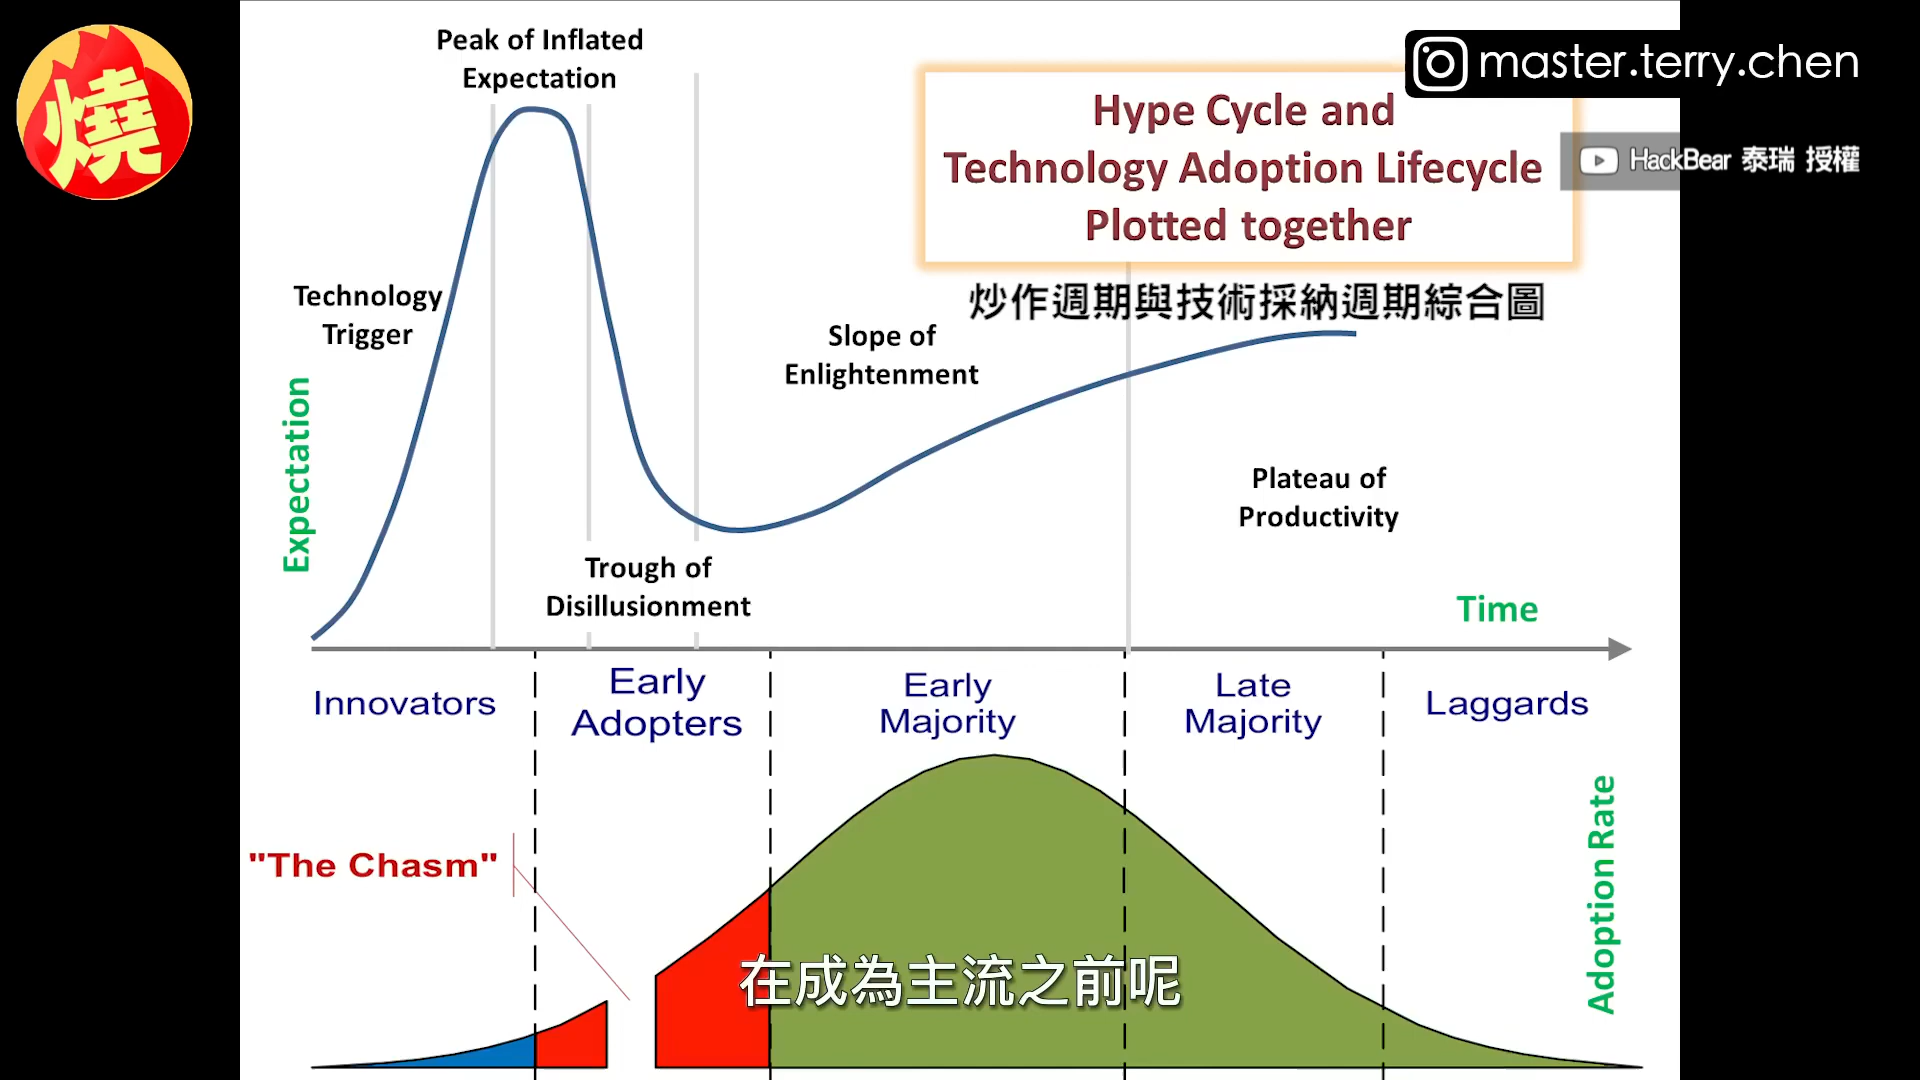 燒
master.terry.chen
HackBear 泰瑞 授權
Peak of Inflated
Expectation
Hype Cycle and
Technology Adoption Lifecycle
Plotted together
炒作週期與技術採納週期綜合圖
Technology
Trigger
Slope of
Enlightenment
Expectation
Plateau of
Productivity
Trough of
Disillusionment
Time
Innovators
Early
Adopters
Early
Majority
Late
Majority
Laggards
"The Chasm"
Adoption Rate
在成為主流之前呢